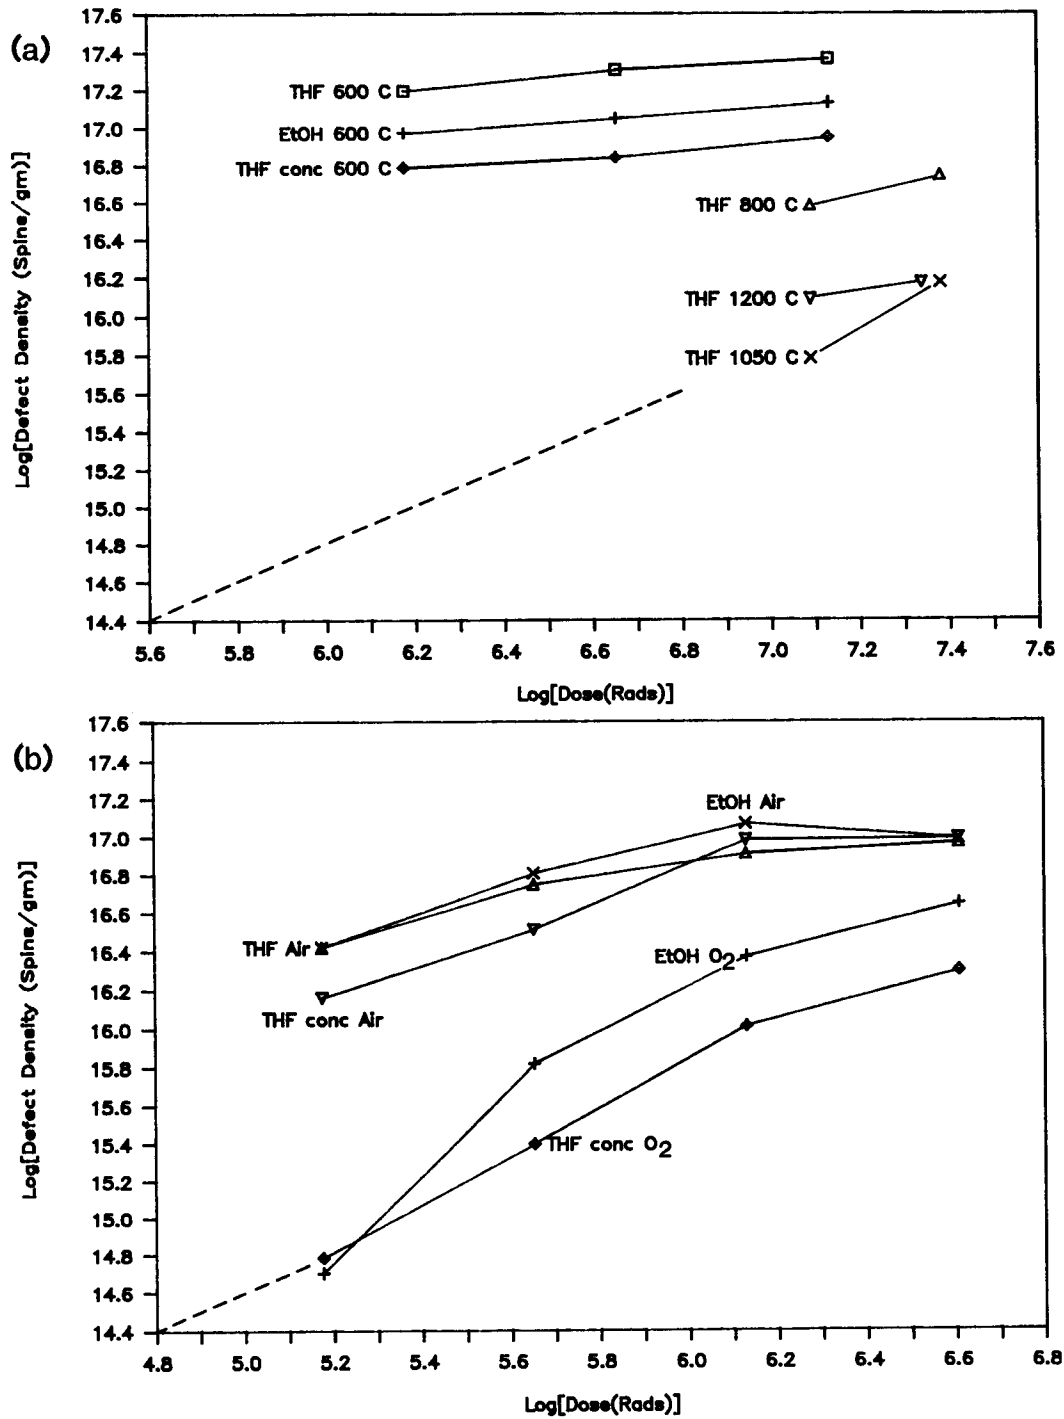 (a)
17.6
17.4
17.2
17.0
16.8
16.6
16.4
16.2
16.0
15.8
15.6
15.4
15.2
15.0
14.8
14.6
14.4
Log[Defect Density (Spins/gm)]
THF 600 C
EtOH 600 C
THF conc 600 C
THF 800 C
THF 1200 C
THF 1050 C
5.6 5.8 6.0 6.2 6.4 6.6 6.8 7.0 7.2 7.4 7.6
Log[Dose(Rads)]
(b)
17.6
17.4
17.2
17.0
16.8
16.6
16.4
16.2
16.0
15.8
15.6
15.4
15.2
15.0
14.8
14.6
14.4
Log[Defect Density (Spins/gm)]
EtOH Air
THF Air
EtOH O2
THF conc Air
THF conc O2
4.8 5.0 5.2 5.4 5.6 5.8 6.0 6.2 6.4 6.6 6.8
Log[Dose(Rads)]